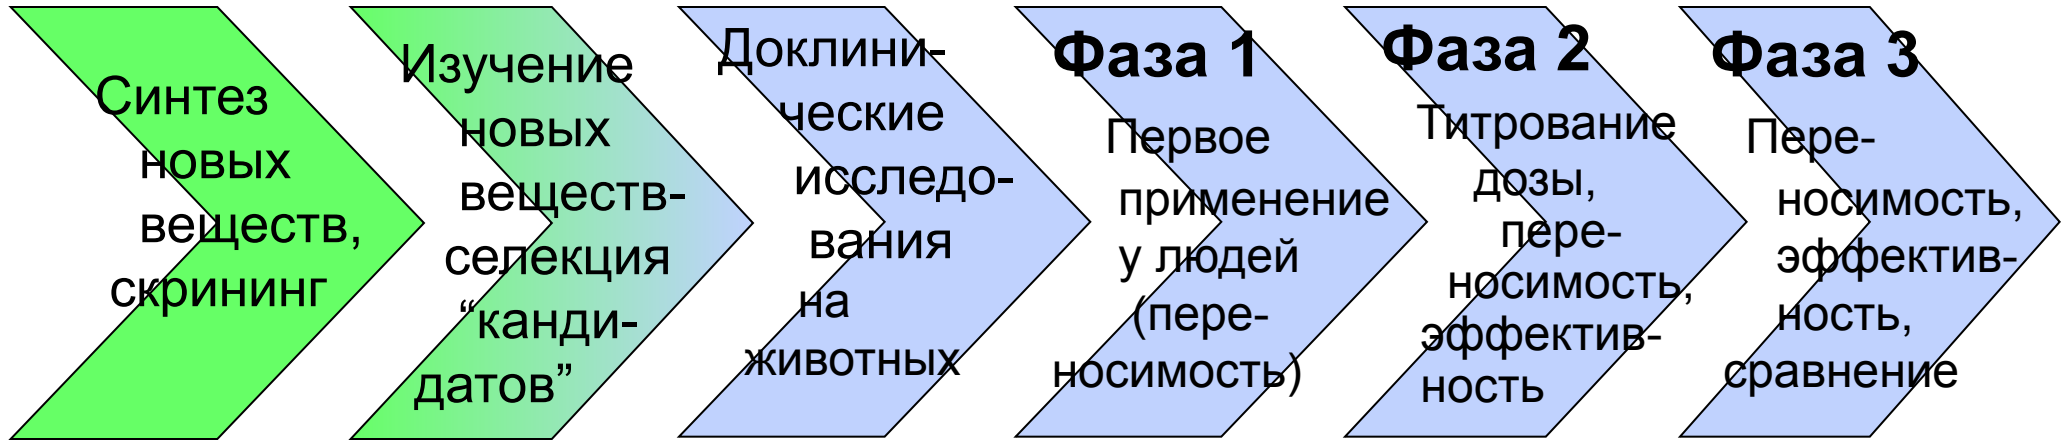 Синтез
новых
веществ,
скрининг
Изучение
новых
веществ-
селекция
“канди-
датов”
Доклини-
ческие
исследо-
вания
на
животных
Фаза 1
Первое
применение
у людей
(пере-
носимость)
Фаза 2
Титрование
дозы,
пере-
носимость,
эффектив-
ность
Фаза 3
Пере-
носимость,
эффектив-
ность,
сравнение